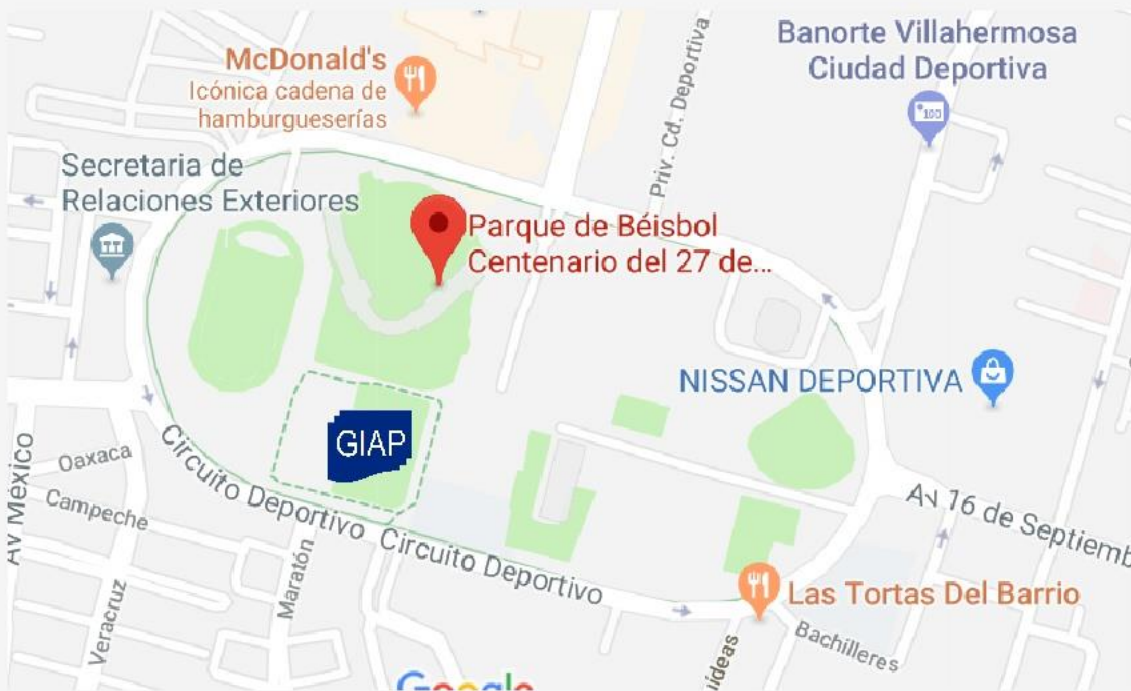 McDonald's
Icónica cadena de
hamburgueserías
Banorte Villahermosa
Ciudad Deportiva
100
Priv. Cd. Deportiva
Secretaria de
Relaciones Exteriores
Parque de Béisbol
Centenario del 27 de...
NISSAN DEPORTIVA
GIAP
Av México
Oaxaca
Campeche
Veracruz
Maratón
Circuito Deportivo
Circuito Deportivo
Av 16 de Septiemb
Las Tortas Del Barrio
Bachilleres
Google